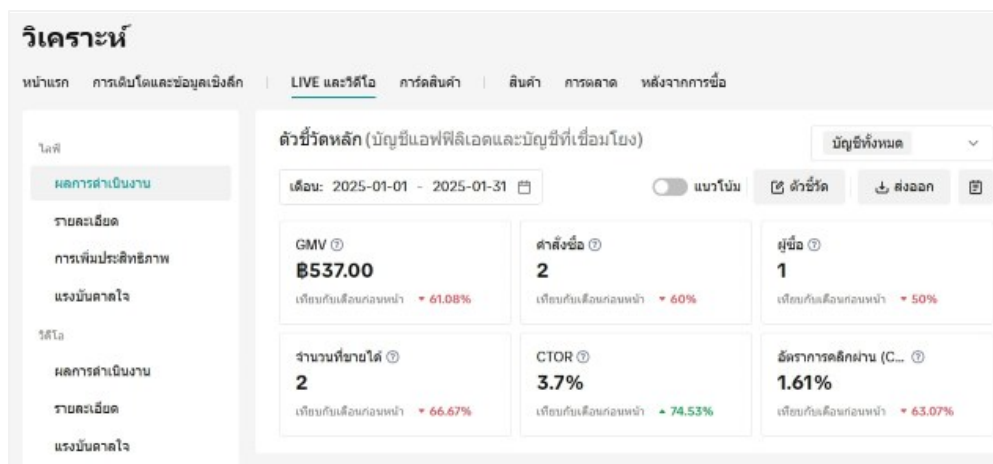 วิเคราะห์
หน้าแรก การเติบโตและข้อมูลเชิงลึก LIVE และวิดีโอ การ์ดสินค้า สินค้า การตลาด หลังจากการซื้อ
ไลฟ์
ผลการดำเนินงาน
รายละเอียด
การเพิ่มประสิทธิภาพ
แรงบันดาลใจ
วิดีโอ
ผลการดำเนินงาน
รายละเอียด
แรงบันดาลใจ
ตัวชี้วัดหลัก (บัญชีแอฟฟิลิเอตและบัญชีที่เชื่อมโยง) บัญชีทั้งหมด
เดือน: 2025-01-01 - 2025-01-31 แนวโน้ม ตัวชี้วัด ส่งออก
GMV
฿537.00
เทียบกับเดือนก่อนหน้า 61.08%
คำสั่งซื้อ
2
เทียบกับเดือนก่อนหน้า 60%
ผู้ซื้อ
1
เทียบกับเดือนก่อนหน้า 50%
จำนวนที่ขายได้
2
เทียบกับเดือนก่อนหน้า 66.67%
CTOR
3.7%
เทียบกับเดือนก่อนหน้า 74.53%
อัตราการคลิกผ่าน (C...
1.61%
เทียบกับเดือนก่อนหน้า 63.07%